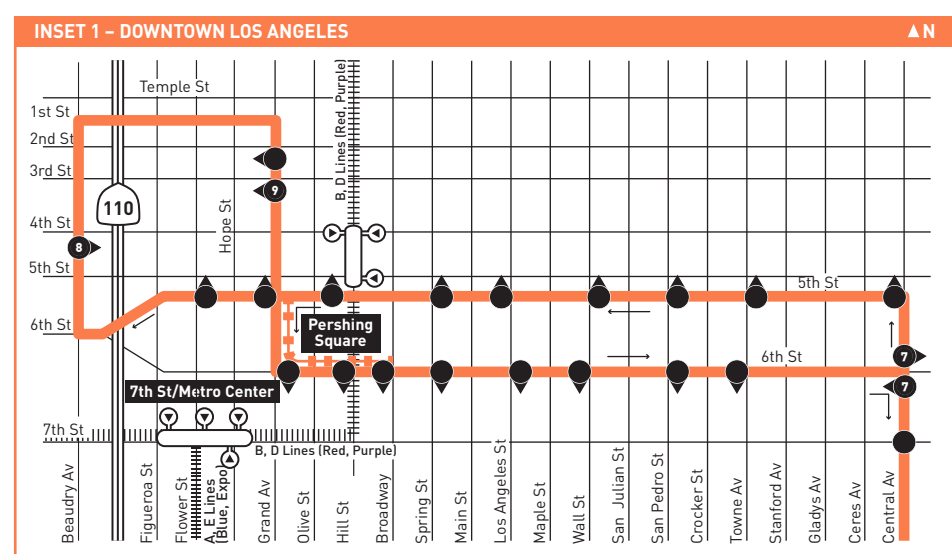 INSET 1 – DOWNTOWN LOS ANGELES
N
Temple St
1st St
2nd St
3rd St
4th St
5th St
6th St
7th St
110
Hope St
B, D Lines (Red, Purple)
9
8
5th St
Pershing
Square
6th St
7
7
7th St/Metro Center
B, D Lines (Red, Purple)
Beaudry Av
Figueroa St
Flower St
A, E Lines
(Blue, Expo)
Grand Av
Olive St
Hill St
Broadway
Spring St
Main St
Los Angeles St
Maple St
Wall St
San Julian St
San Pedro St
Crocker St
Towne Av
Stanford Av
Gladys Av
Ceres Av
Central Av